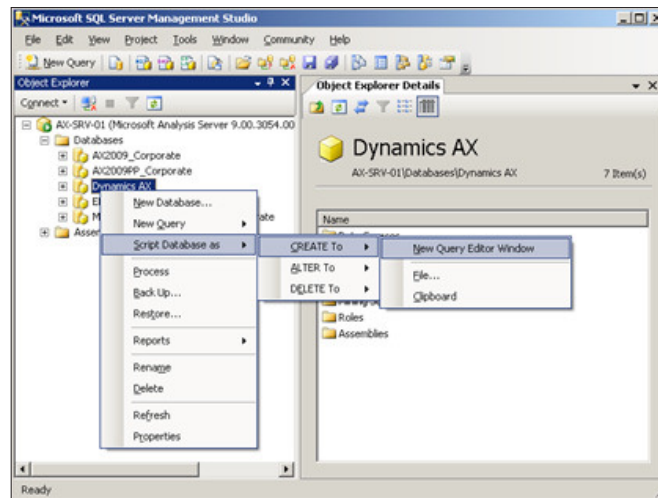 Microsoft SQL Server Management Studio
File Edit View Project Tools Window Community Help
New Query
Object Explorer
Connect
AX-SRV-01 (Microsoft Analysis Server 9.00.3054.00
Databases
AX2009_Corporate
AX2009PP_Corporate
Dynamics AX
Assem
New Database...
New Query
Script Database as
Process
Back Up...
Restore...
Reports
Rename
Delete
Refresh
Properties
CREATE To
ALTER To
DELETE To
New Query Editor Window
File...
Clipboard
Object Explorer Details
Dynamics AX
AX-SRV-01\Databases\Dynamics AX 7 Item(s)
Name
Roles
Assemblies
Ready